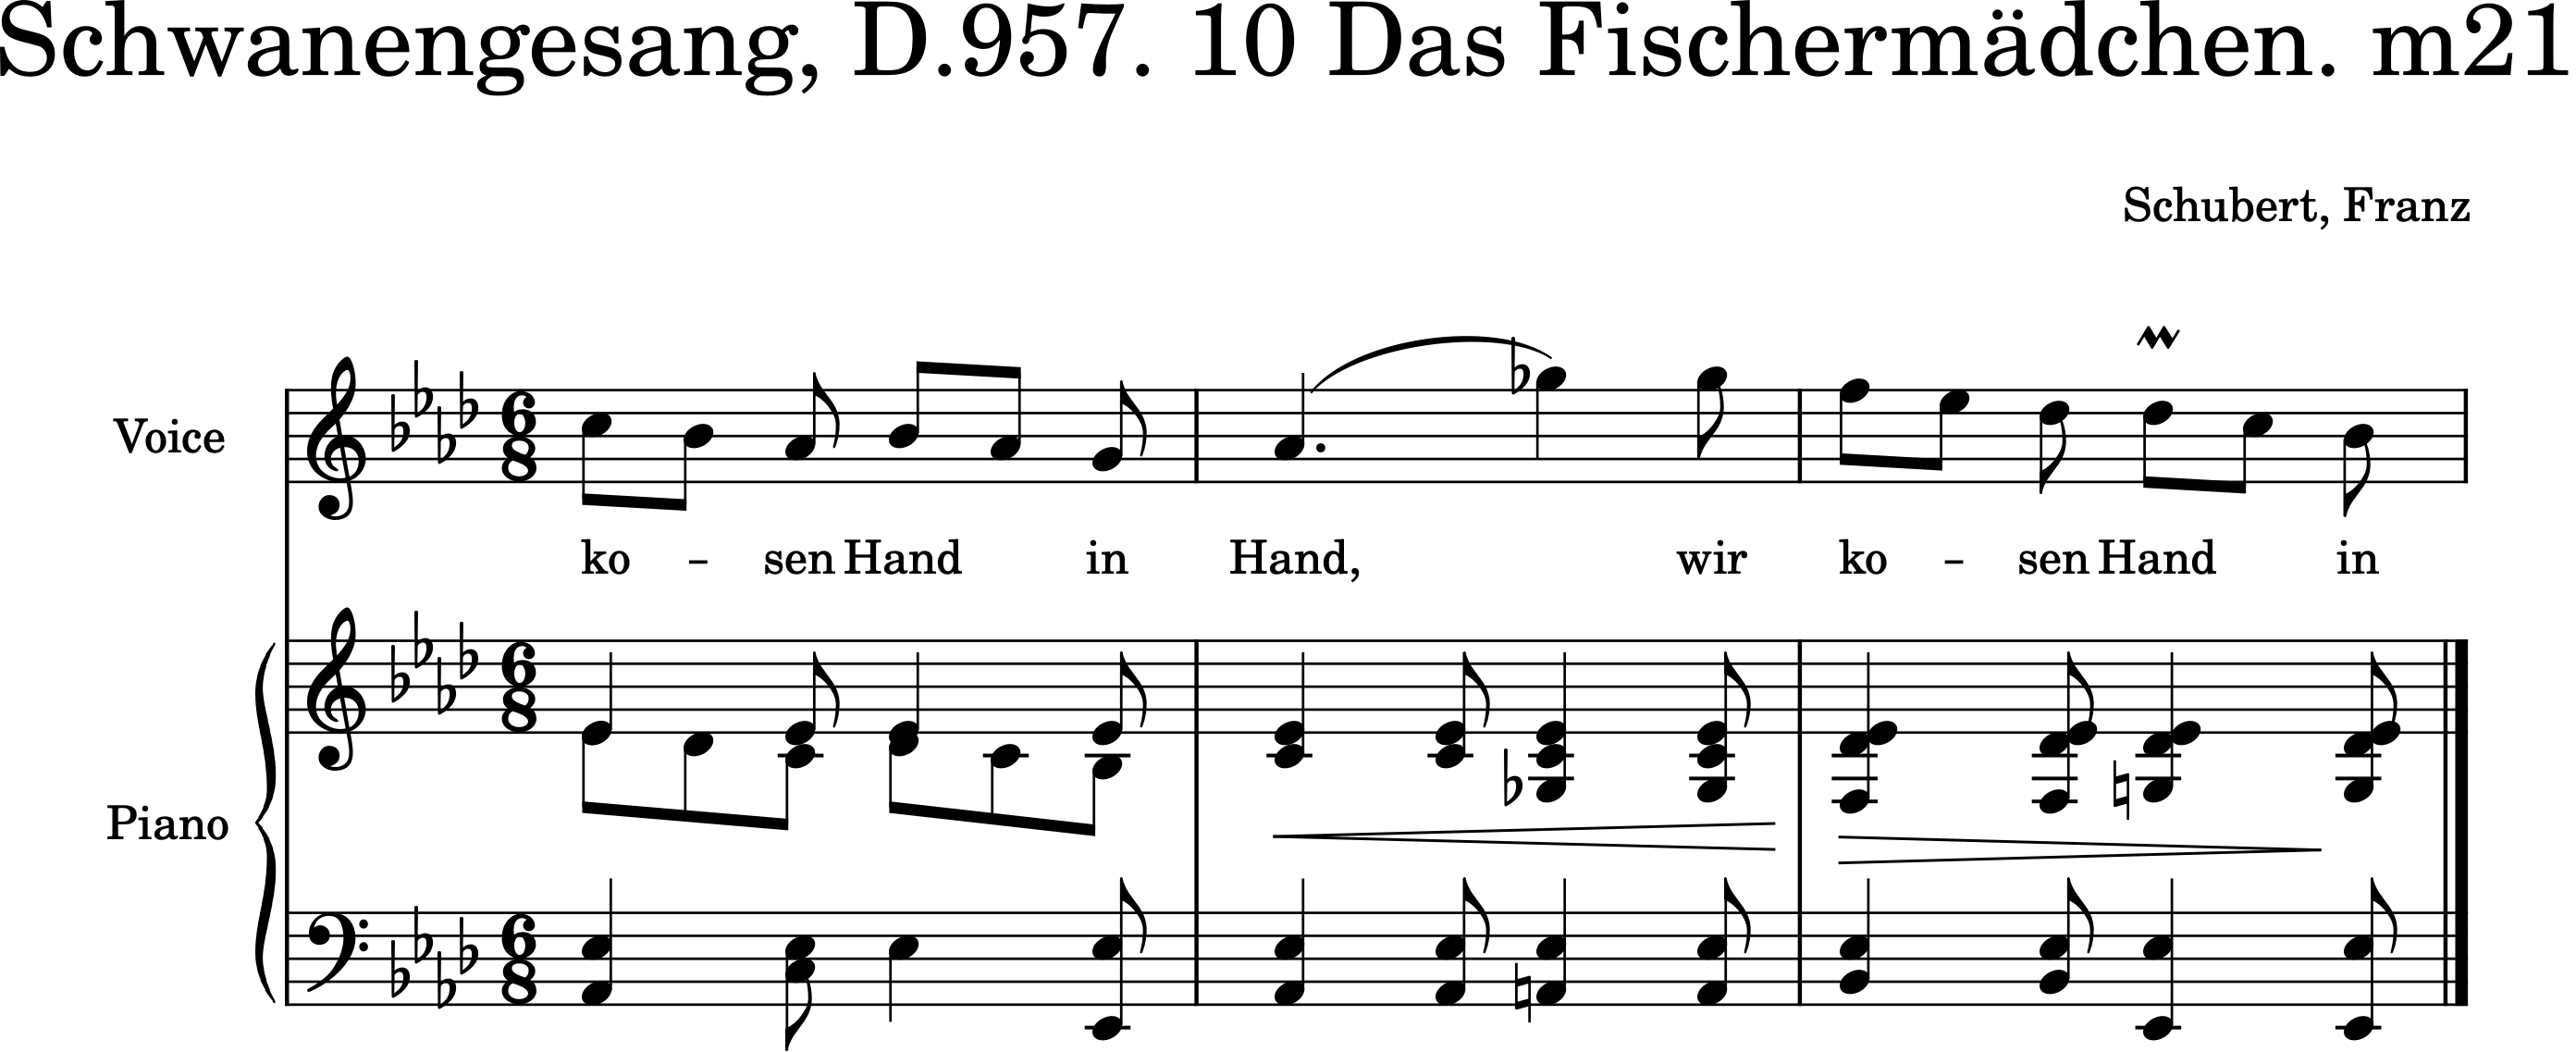 Schwanengesang, D.957. 10 Das Fischermädchen. m21
Schubert, Franz
Voice
ko – sen Hand in Hand, wir ko – sen Hand in
Piano